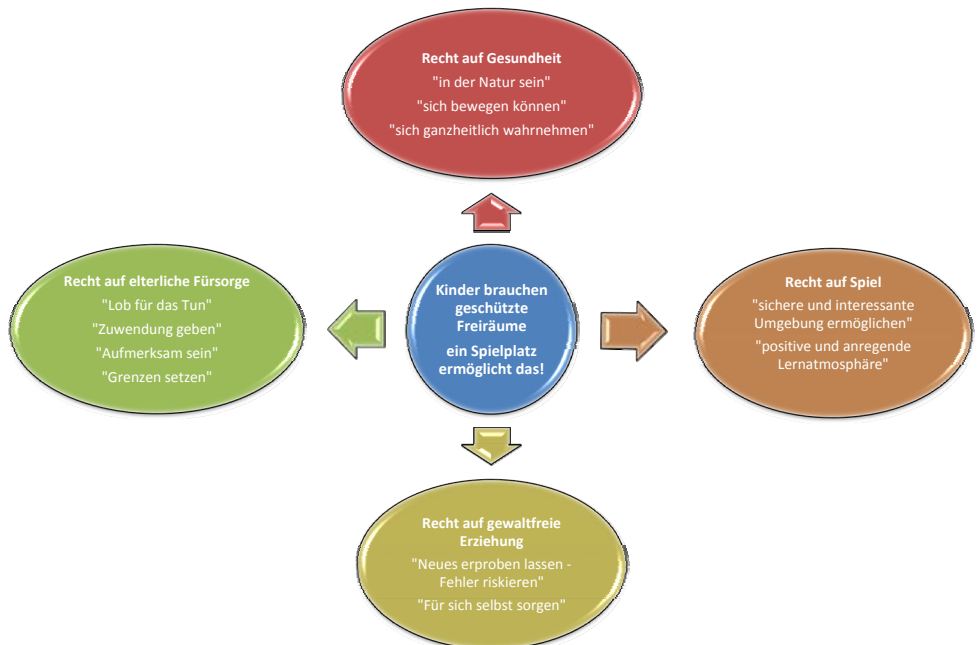 Recht auf Gesundheit
"in der Natur sein"
"sich bewegen können"
"sich ganzheitlich wahrnehmen"
Recht auf elterliche Fürsorge
"Lob für das Tun"
"Zuwendung geben"
"Aufmerksam sein"
"Grenzen setzen"
Kinder brauchen
geschützte
Freiräume
ein Spielplatz
ermöglicht das!
Recht auf Spiel
"sichere und interessante
Umgebung ermöglichen"
"positive und anregende
Lernatmosphäre"
Recht auf gewaltfreie
Erziehung
"Neues erproben lassen -
Fehler riskieren"
"Für sich selbst sorgen"